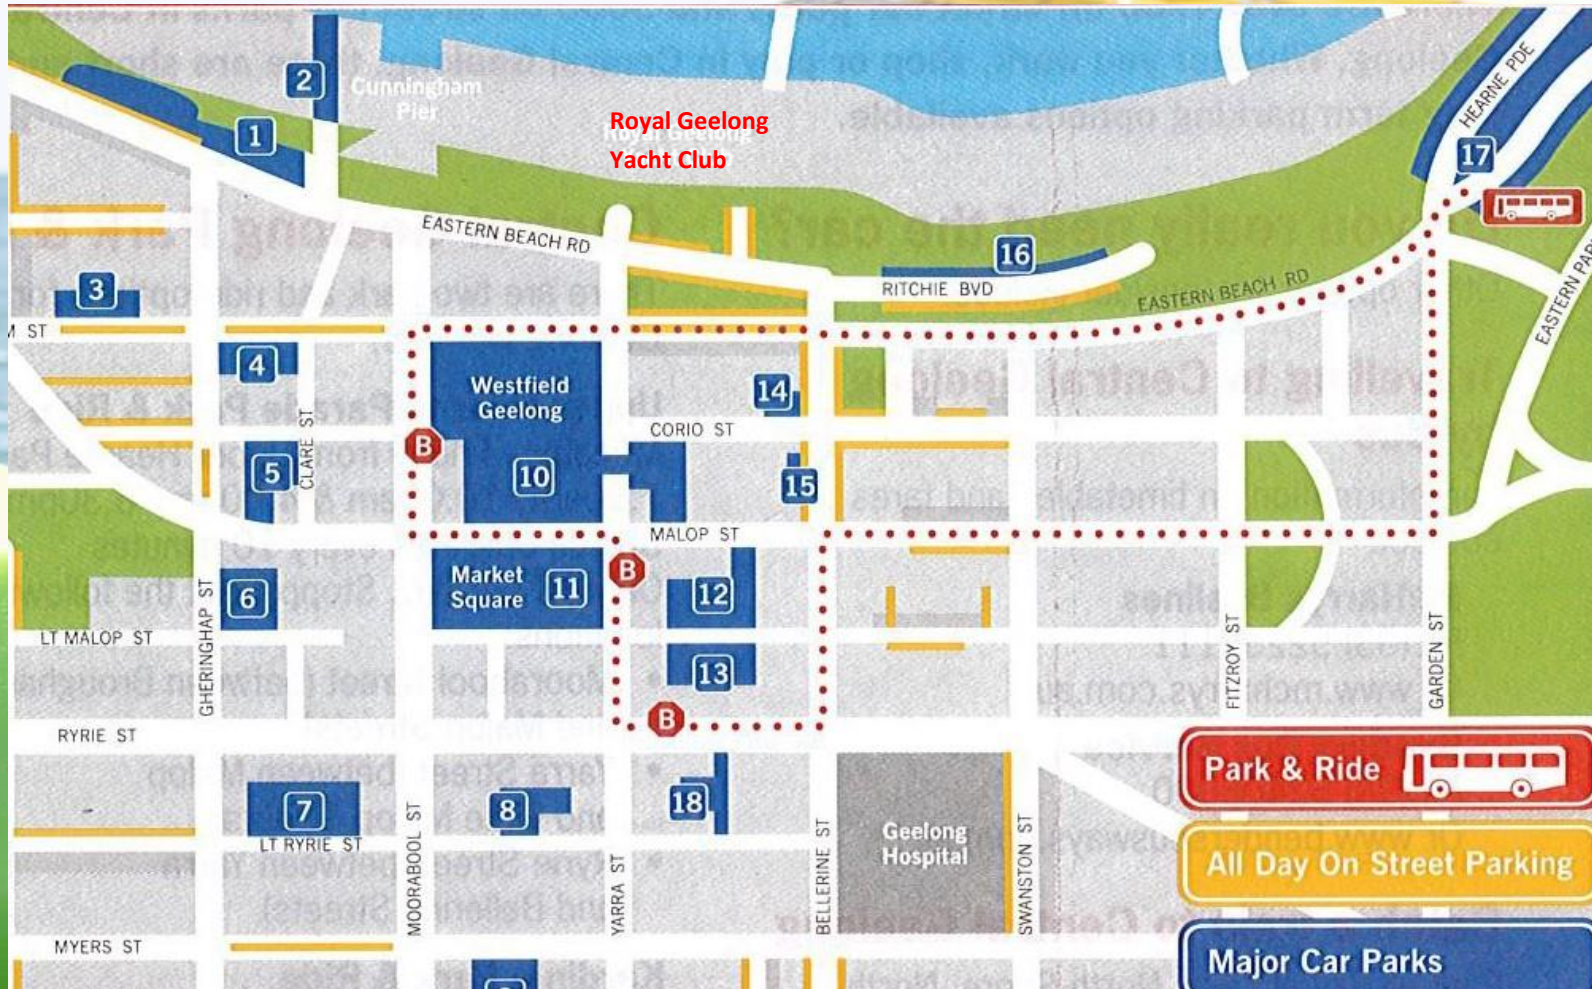 2
Cunningham
Pier
Royal Geelong
Yacht Club
1
HEARNE PDE
17
EASTERN BEACH RD
16
RITCHIE BVD
EASTERN BEACH RD
EASTERN PARK
3
M ST
4
Westfield
Geelong
14
CORIO ST
B
CLARE ST
5
10
15
MALOP ST
B
Market
Square
11
12
6
LT MALOP ST
GHERINGHAP ST
13
FITZROY ST
GARDEN ST
B
RYRIE ST
Park & Ride
7
8
18
LT RYRIE ST
MOORABOOL ST
YARRA ST
BELLERINE ST
Geelong
Hospital
SWANSTON ST
All Day On Street Parking
MYERS ST
Major Car Parks